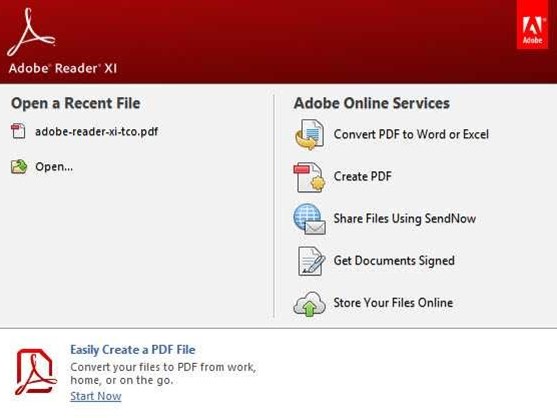 Adobe® Reader® XI
Adobe®
Open a Recent File
adobe-reader-xi-tco.pdf
Open...
Adobe Online Services
Convert PDF to Word or Excel
Create PDF
Share Files Using SendNow
Get Documents Signed
Store Your Files Online
Easily Create a PDF File
Convert your files to PDF from work,
home, or on the go.
Start Now